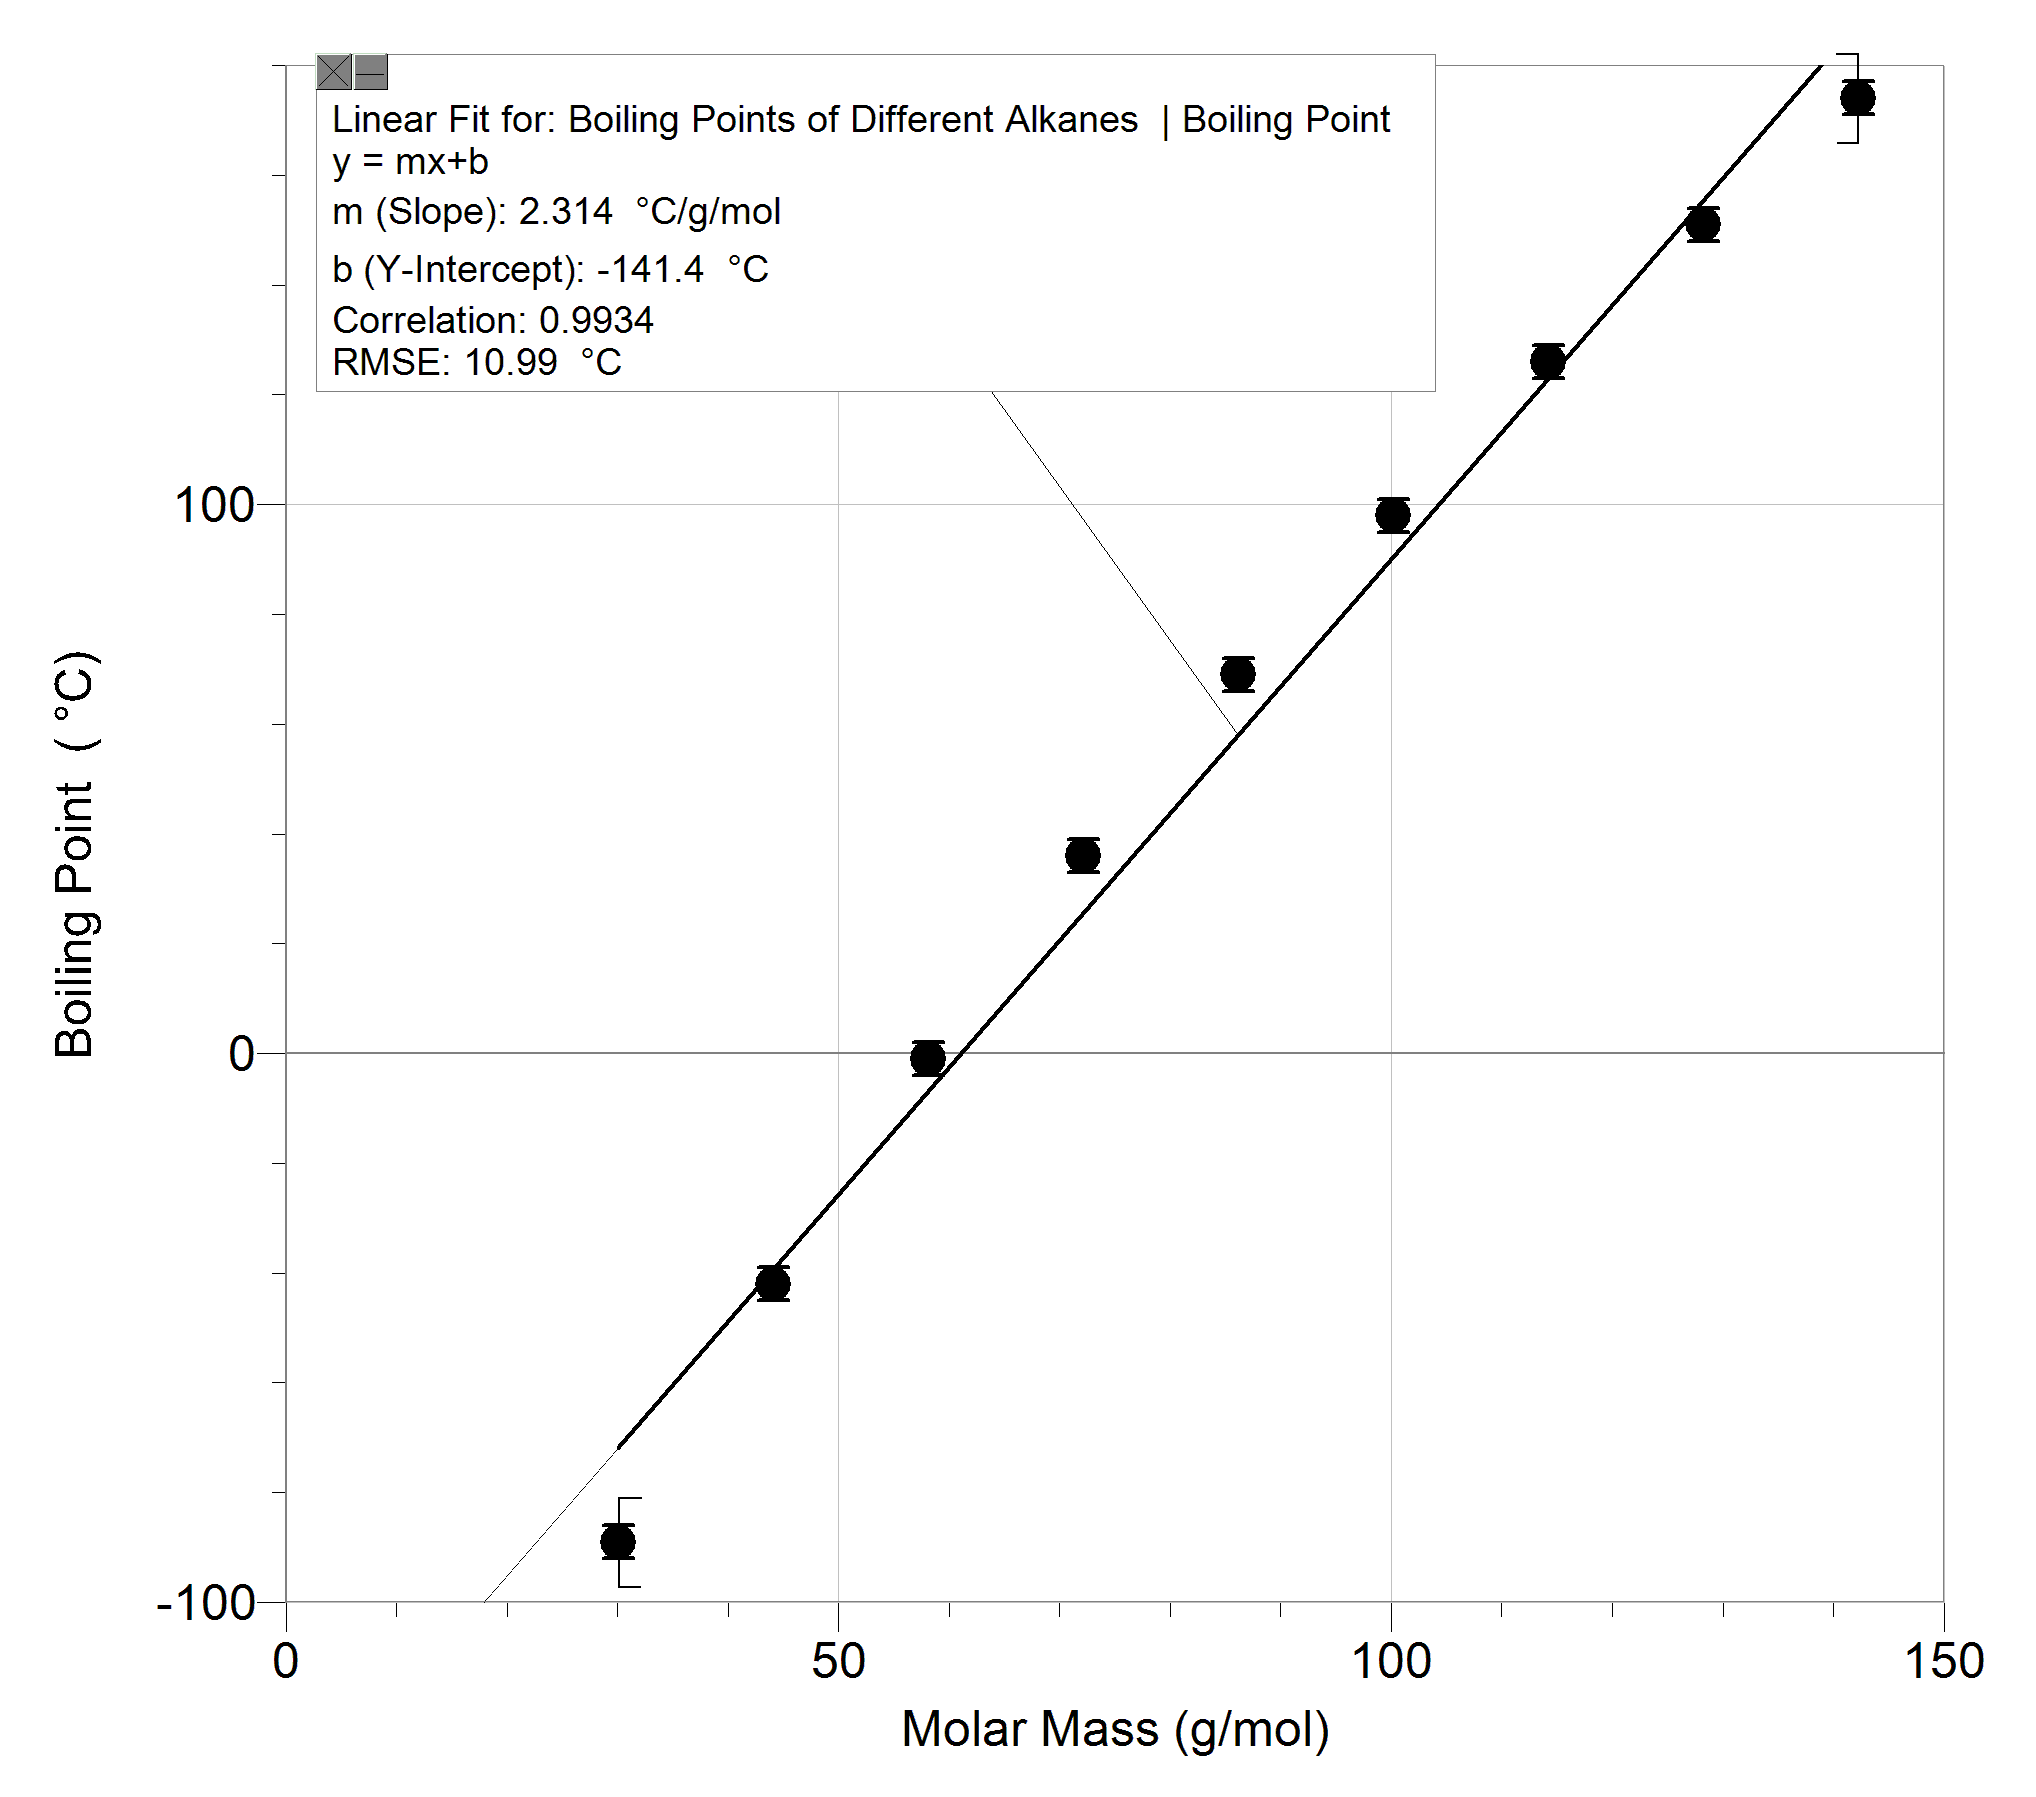 Linear Fit for: Boiling Points of Different Alkanes | Boiling Point
y = mx+b
m (Slope): 2.314 °C/g/mol
b (Y-Intercept): -141.4 °C
Correlation: 0.9934
RMSE: 10.99 °C
100
0
-100
Boiling Point ( °C)
0 50 100 150
Molar Mass (g/mol)